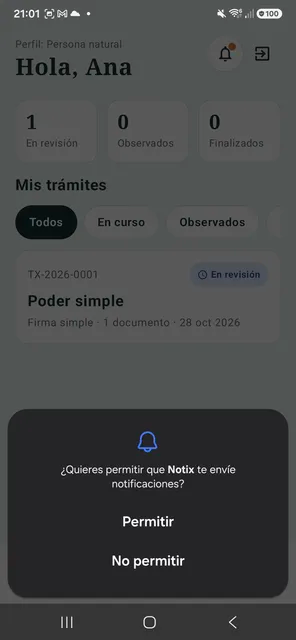 21:01
100
Perfil: Persona natural
Hola, Ana
1
En revisión
0
Observados
0
Finalizados
Mis trámites
Todos
En curso
Observados
TX-2026-0001
En revisión
Poder simple
Firma simple · 1 documento · 28 oct 2026
¿Quieres permitir que Notix te envíe
notificaciones?
Permitir
No permitir